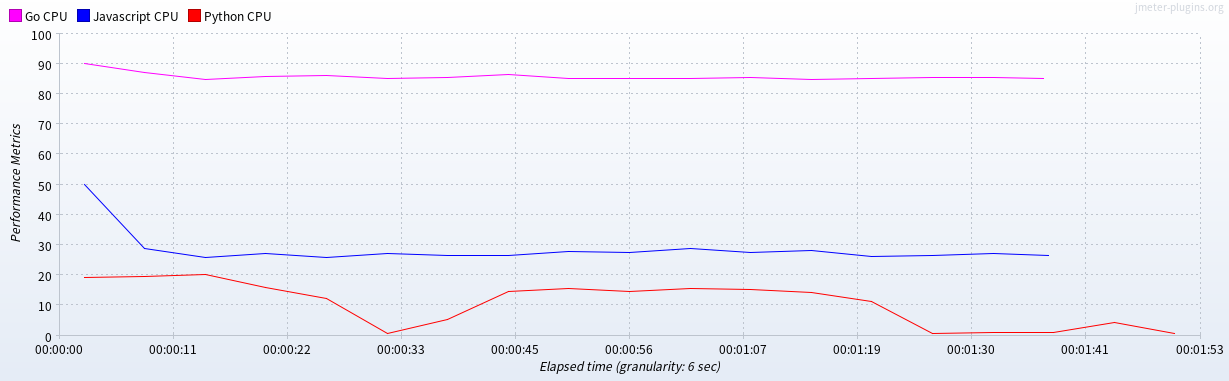 jmeter-plugins.org
Go CPU Javascript CPU Python CPU
100
90
80
70
60
50
40
30
20
10
0
Performance Metrics
00:00:00 00:00:11 00:00:22 00:00:33 00:00:45 00:00:56 00:01:07 00:01:19 00:01:30 00:01:41 00:01:53
Elapsed time (granularity: 6 sec)